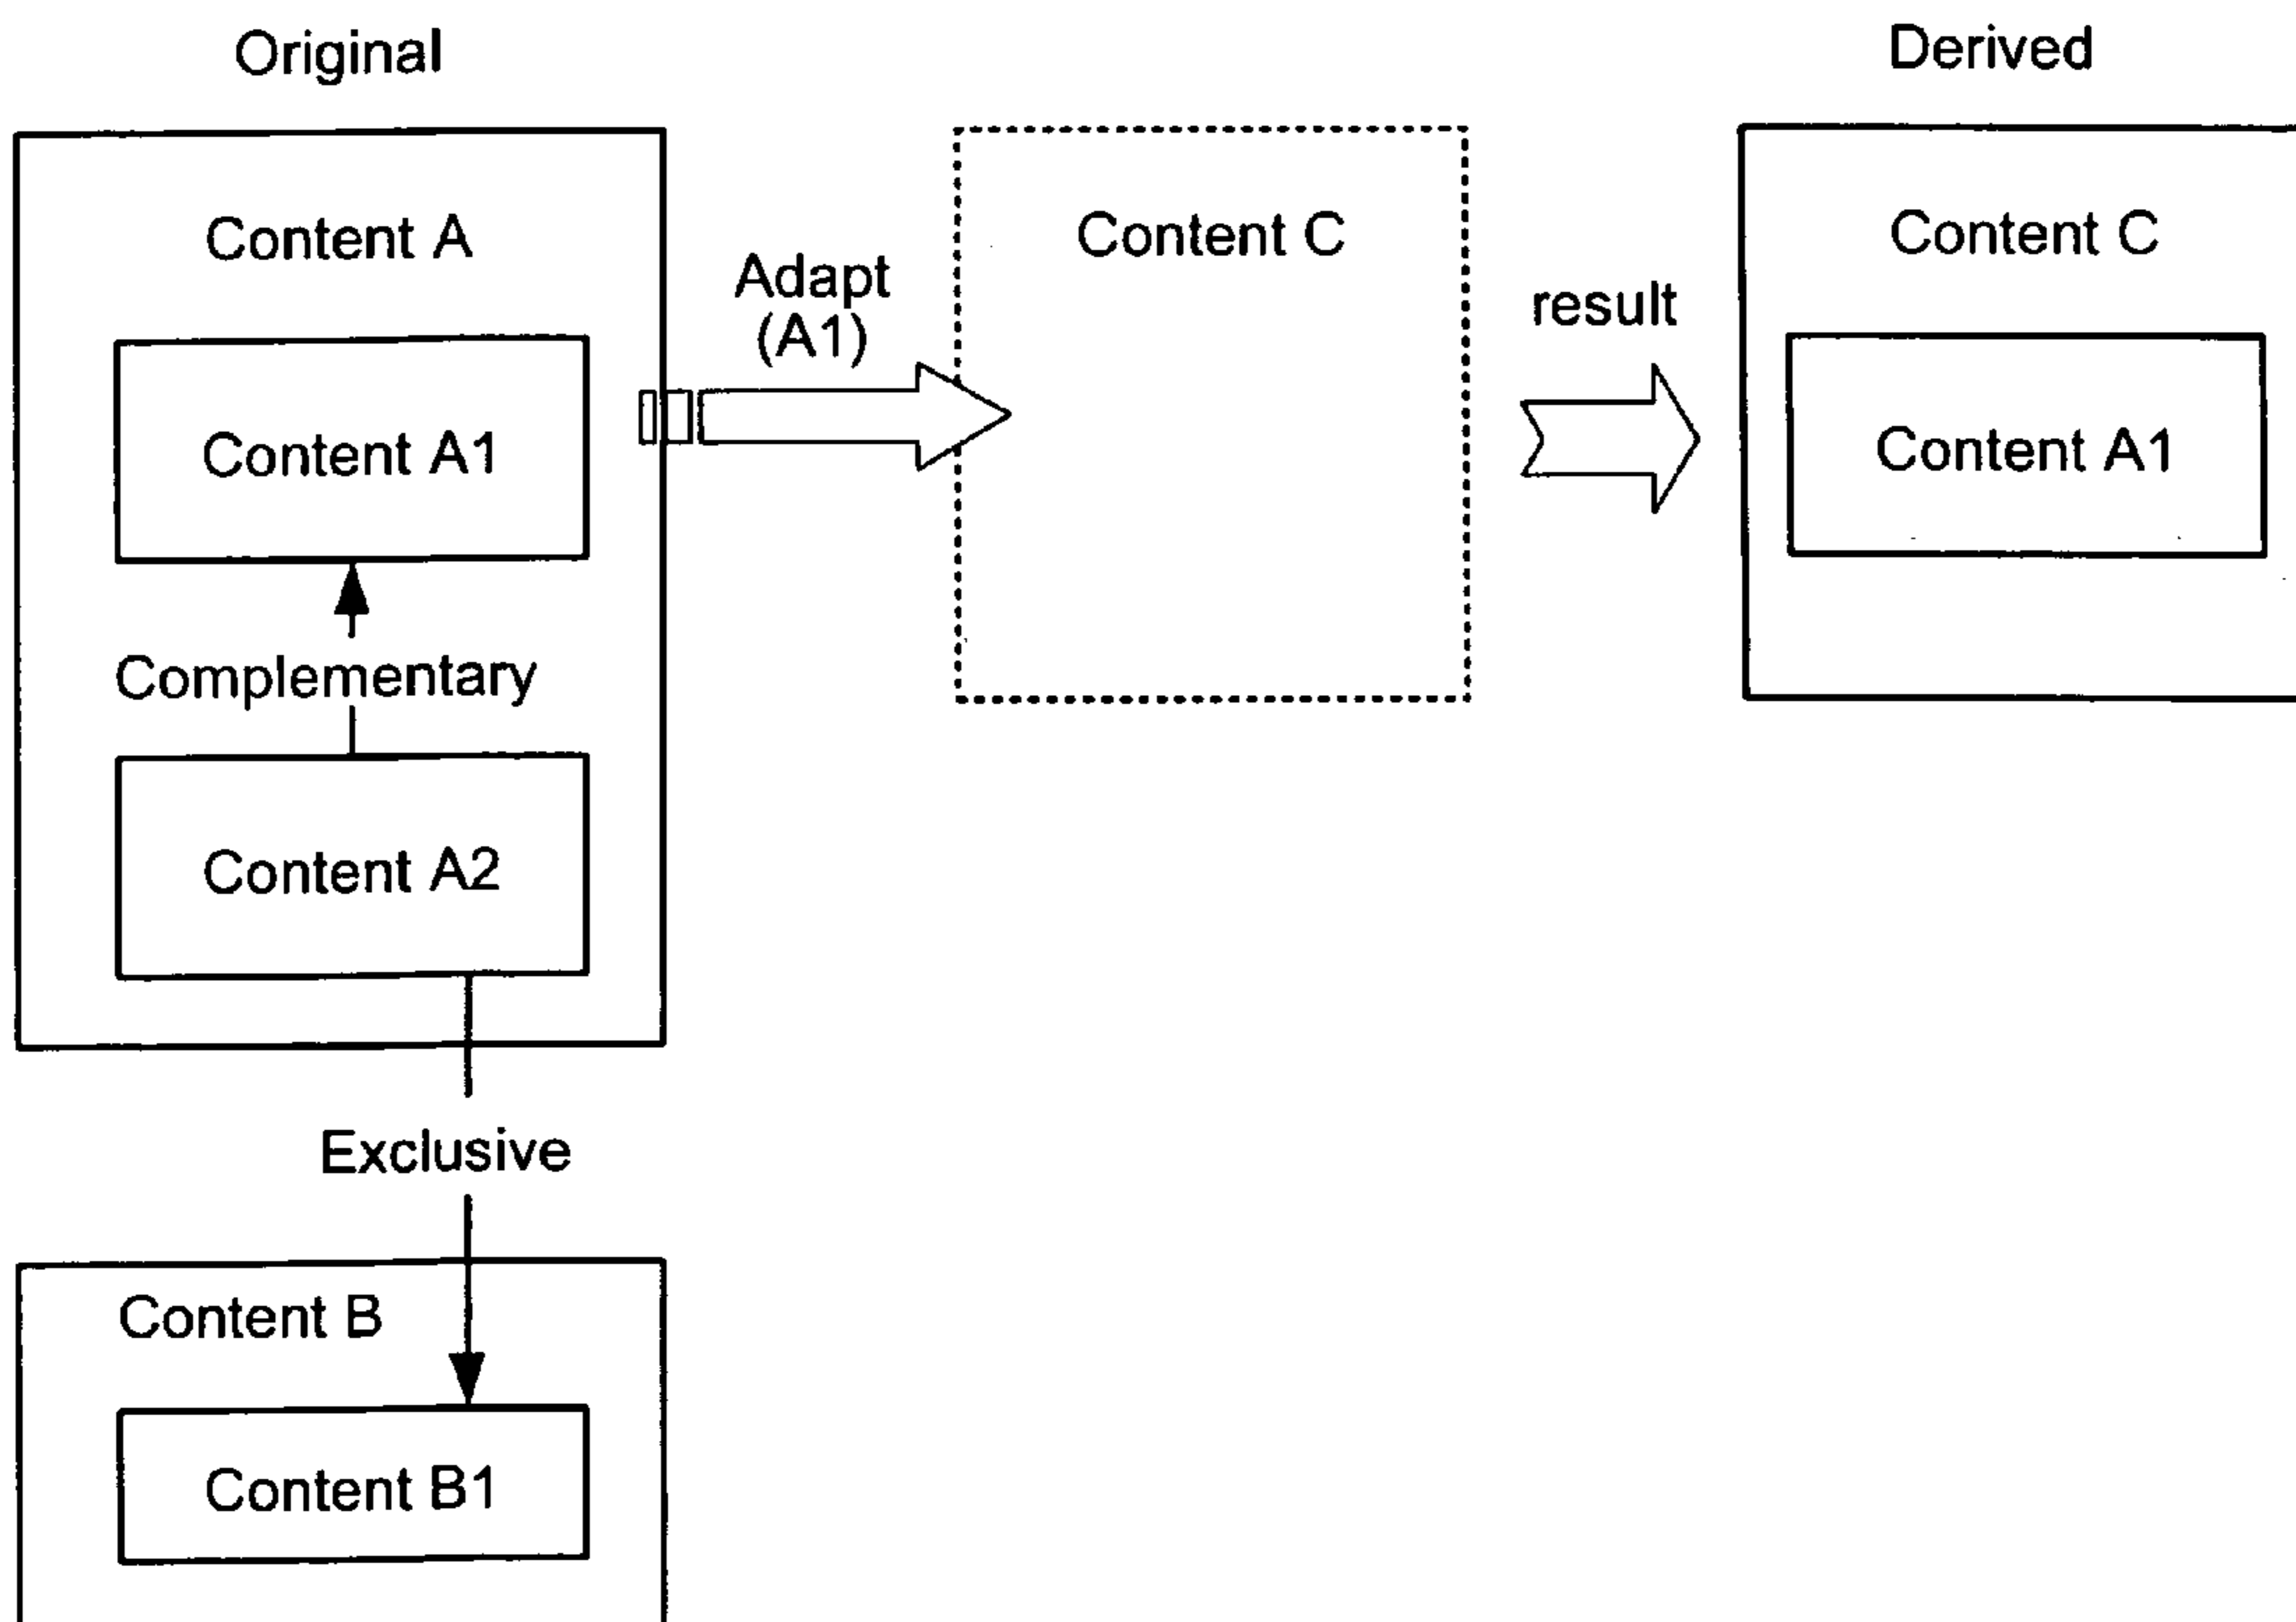 Original
Derived
Content A
Content C
Content C
Adapt
(A1)
result
Content A1
Content A1
Complementary
Content A2
Exclusive
Content B
Content B1